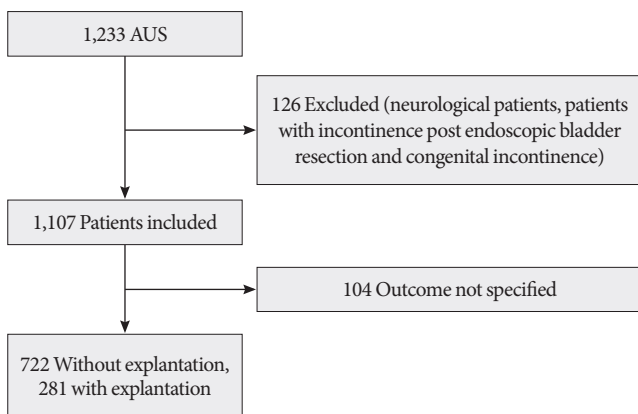 1,233 AUS
126 Excluded (neurological patients, patients
with incontinence post endoscopic bladder
resection and congenital incontinence)
1,107 Patients included
104 Outcome not specified
722 Without explantation,
281 with explantation